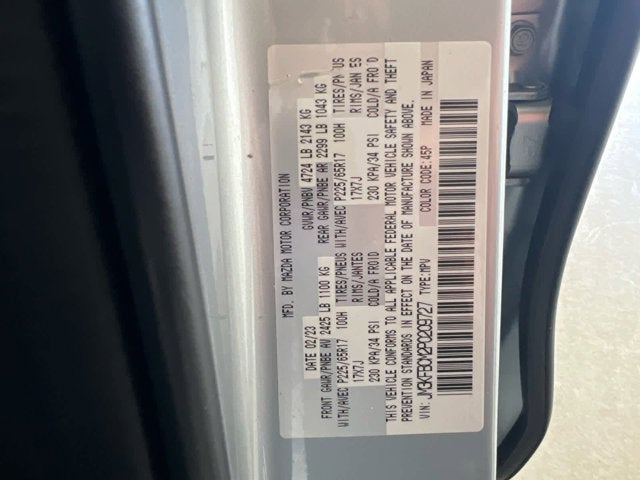 MFD. BY MAZDA MOTOR CORPORATION
DATE 02/23 GVWR/PNBV 4724 LB 2143 KG
FRONT GAWR/PNBE AV 2425 LB 1100 KG REAR GAWR/PNBE AR 2299 LB 1043 KG
WITH/AVEC P225/65R17 100H TIRES/PNEUS WITH/AVEC P225/65R17 100H TIRES/PN US
17X7J RIMS/JANTES 17X7J RIMS/JAN ES
230 KPA/34 PSI COLD/A FROID 230 KPA/34 PSI COLD/A FRO D
THIS VEHICLE CONFORMS TO ALL APPLICABLE FEDERAL MOTOR VEHICLE SAFETY AND THEFT
PREVENTION STANDARDS IN EFFECT ON THE DATE OF MANUFACTURE SHOWN ABOVE.
VIN: JM3KFBCM2P0209727 TYPE:MPV COLOR CODE:45P MADE IN JAPAN